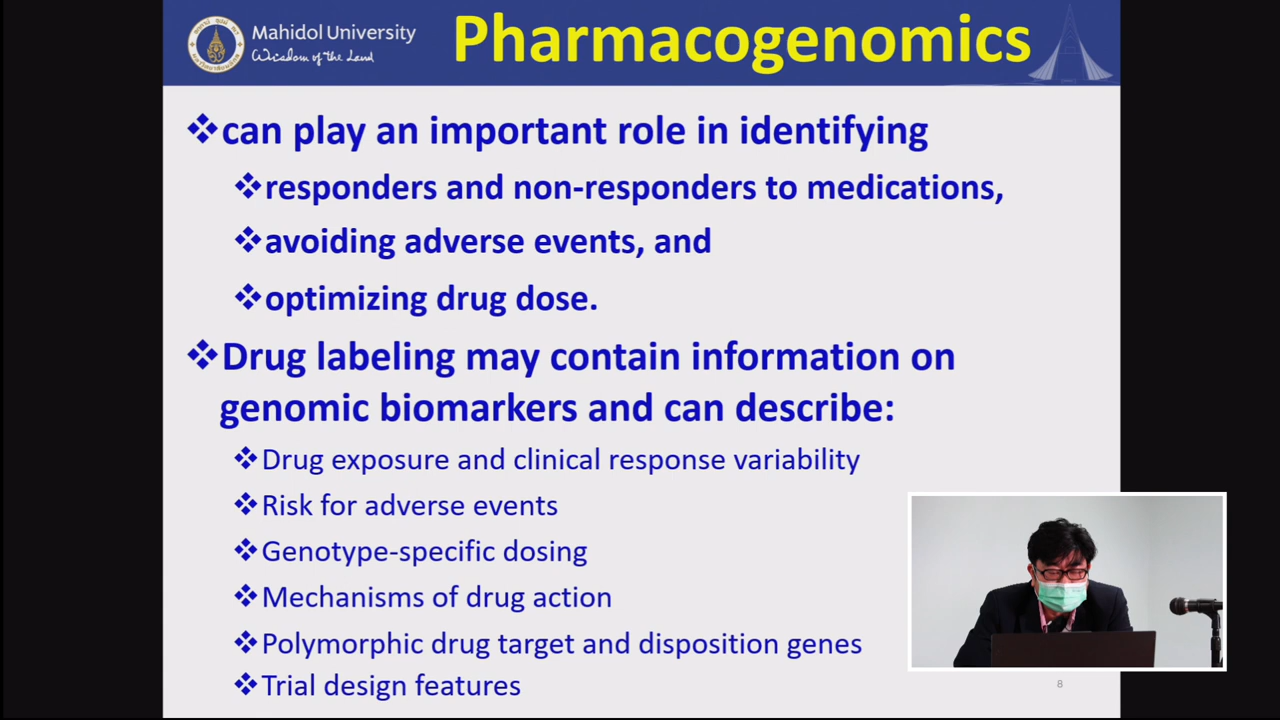 Mahidol University
Wisdom of the Land
Pharmacogenomics
❖can play an important role in identifying
❖responders and non-responders to medications,
❖avoiding adverse events, and
❖optimizing drug dose.
❖Drug labeling may contain information on
genomic biomarkers and can describe:
❖Drug exposure and clinical response variability
❖Risk for adverse events
❖Genotype-specific dosing
❖Mechanisms of drug action
❖Polymorphic drug target and disposition genes
❖Trial design features
8